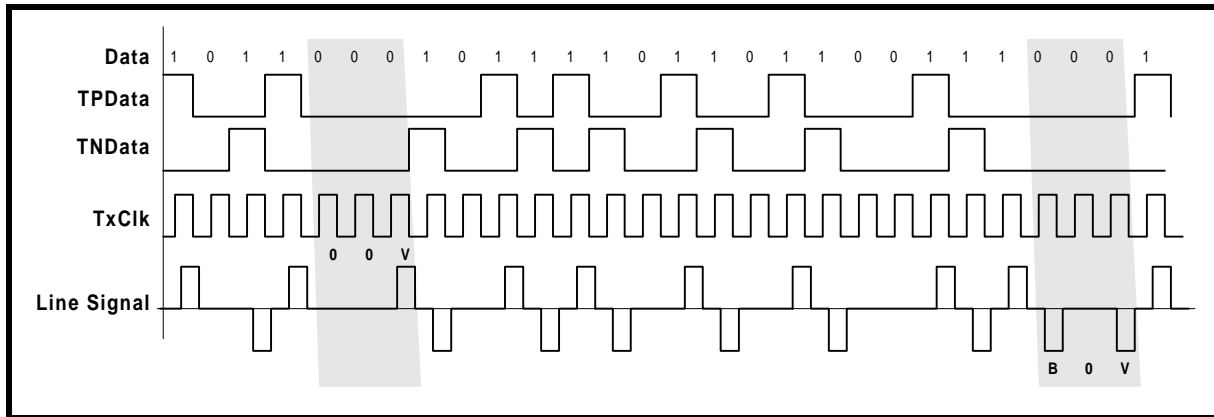 Data 1 0 1 1 0 0 0 1 0 1 1 1 1 0 1 1 0 1 1 0 0 1 1 1 0 0 0 1
TPData
TNData
TxClk
0 0 V
Line Signal
B 0 V